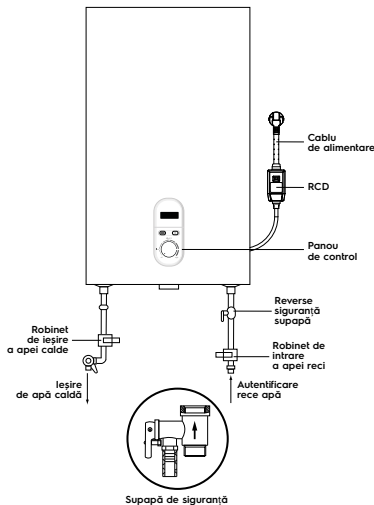 Cablu
de alimentare
RCD
Panou
de control
Reverse
siguranță
supapă
Robinet
de ieșire
a apei calde
Robinet de
intrare
a apei reci
Ieșire
de apă caldă
Autentificare
rece apă
Supapă de siguranță